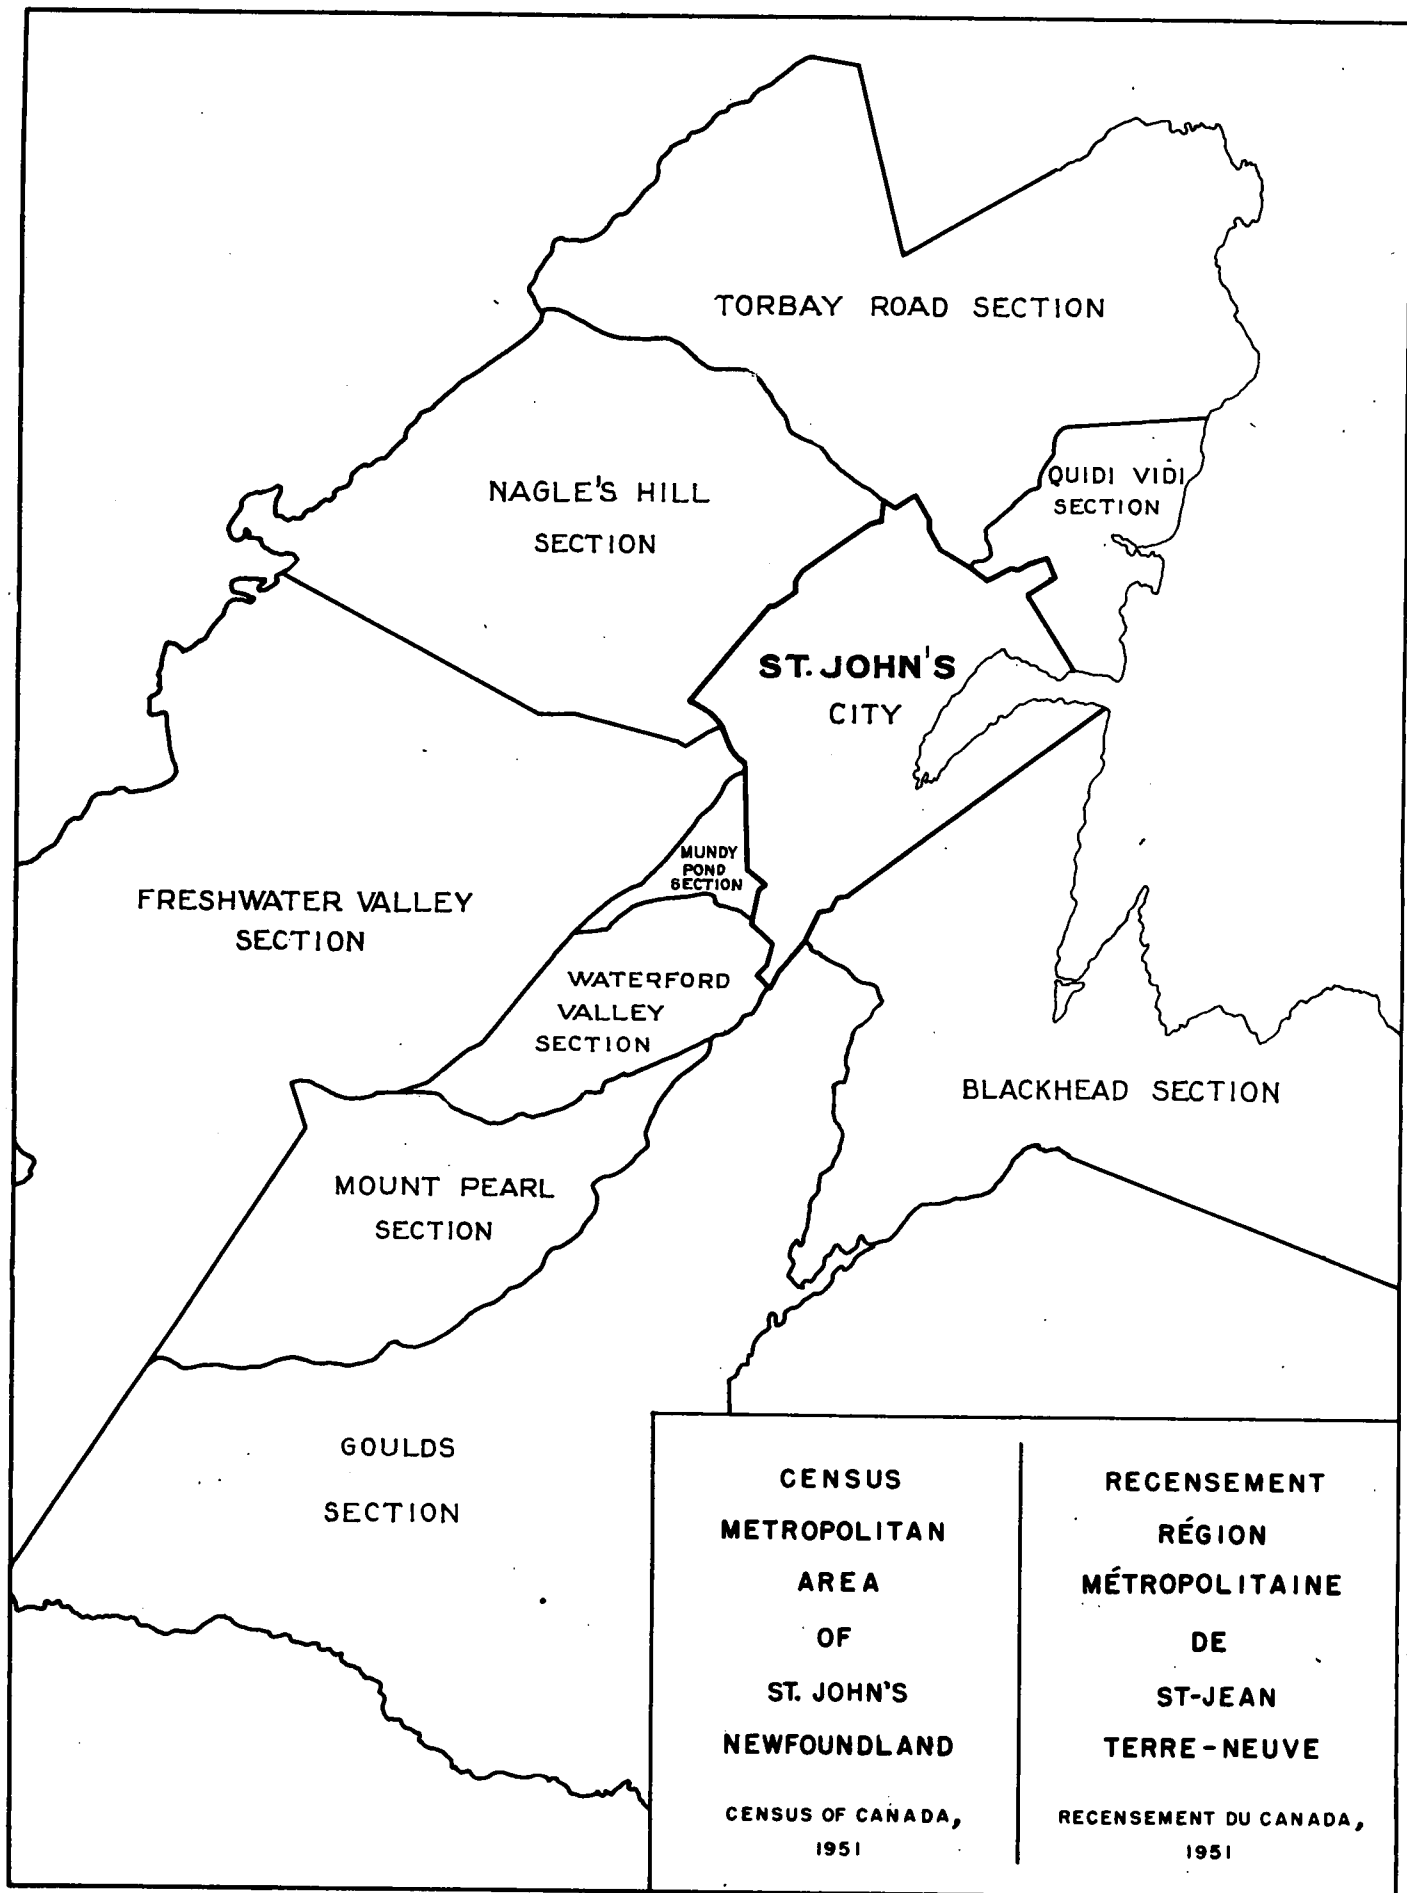 TORBAY ROAD SECTION
QUIDI VIDI
SECTION
NAGLE'S HILL
SECTION
ST. JOHN'S
CITY
MUNDY
POND
SECTION
FRESHWATER VALLEY
SECTION
WATERFORD
VALLEY
SECTION
BLACKHEAD SECTION
MOUNT PEARL
SECTION
GOULDS
SECTION
CENSUS
METROPOLITAN
AREA
OF
ST. JOHN'S
NEWFOUNDLAND
CENSUS OF CANADA,
1951
RECENSEMENT
RÉGION
MÉTROPOLITAINE
DE
ST-JEAN
TERRE-NEUVE
RECENSEMENT DU CANADA,
1951